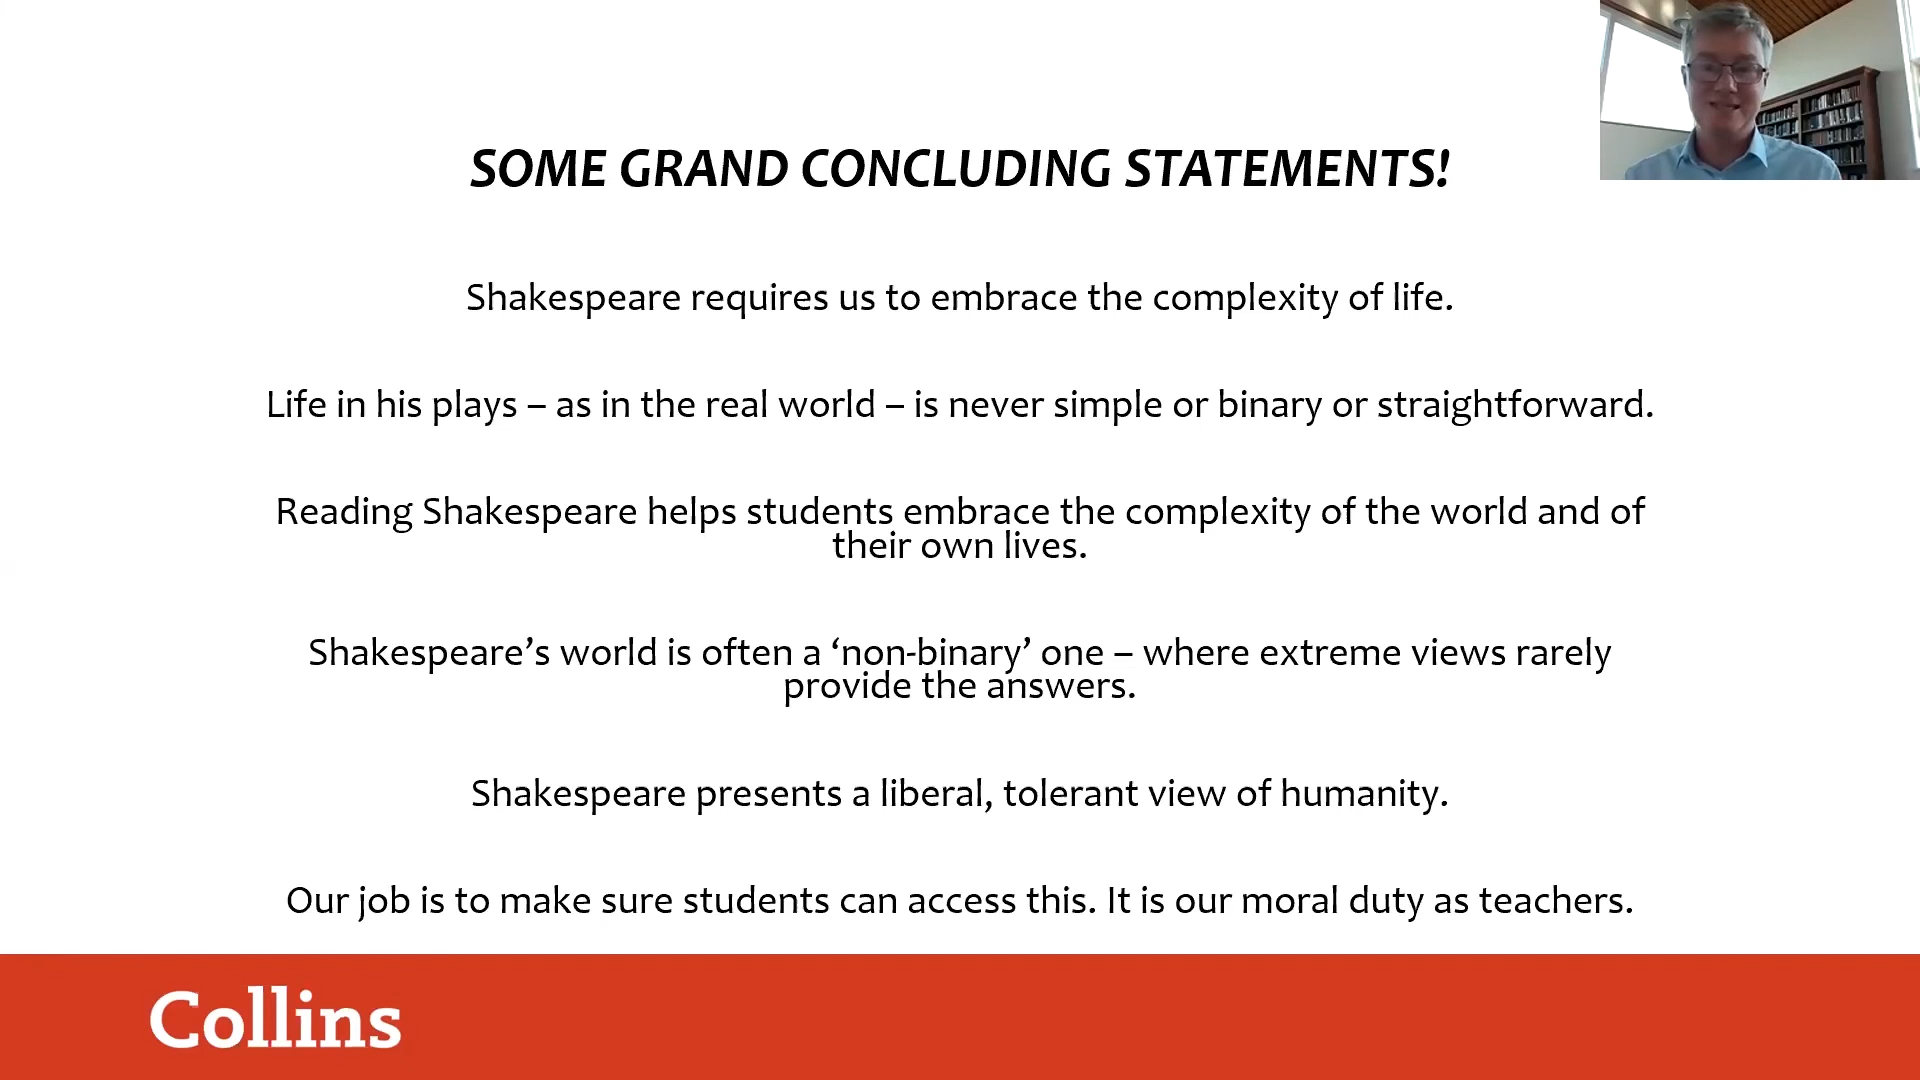 SOME GRAND CONCLUDING STATEMENTS!
Shakespeare requires us to embrace the complexity of life.
Life in his plays – as in the real world – is never simple or binary or straightforward.
Reading Shakespeare helps students embrace the complexity of the world and of
their own lives.
Shakespeare’s world is often a ‘non-binary’ one – where extreme views rarely
provide the answers.
Shakespeare presents a liberal, tolerant view of humanity.
Our job is to make sure students can access this. It is our moral duty as teachers.
Collins